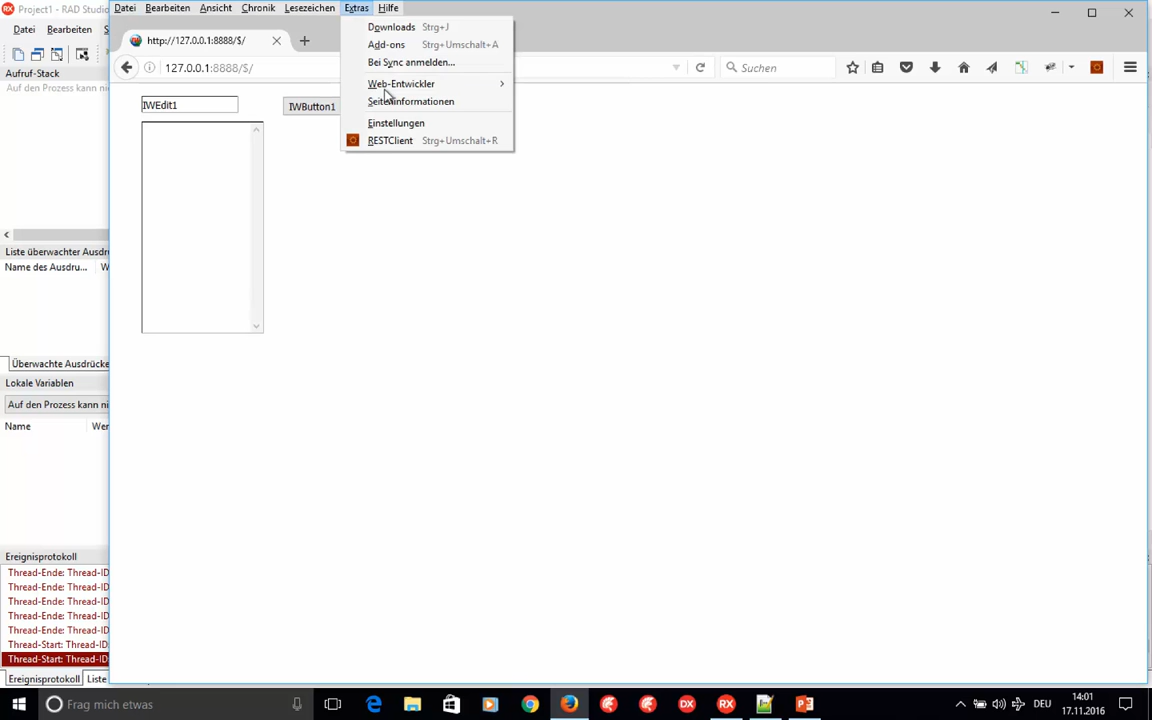 Project1 - RAD Studio
Datei Bearbeiten
Aufruf-Stack
Auf den Prozess kann n
Liste überwachter Ausdr
Name des Ausdru... W
Überwachte Ausdrücke
Lokale Variablen
Auf den Prozess kann ni
Name Wer
Ereignisprotokoll
Thread-Ende: Thread-ID
Thread-Ende: Thread-ID
Thread-Ende: Thread-ID
Thread-Ende: Thread-ID
Thread-Ende: Thread-ID
Thread-Start: Thread-ID
Thread-Start: Thread-ID
Ereignisprotokoll Liste
Datei Bearbeiten Ansicht Chronik Lesezeichen Extras Hilfe
http://127.0.0.1:8888/$/
127.0.0.1:8888/$/
Suchen
Downloads Strg+J
Add-ons Strg+Umschalt+A
Bei Sync anmelden...
Web-Entwickler
Seiteninformationen
Einstellungen
RESTClient Strg+Umschalt+R
IWEdit1 IWButton1
Frag mich etwas
DX RX
DEU
14:01
17.11.2016